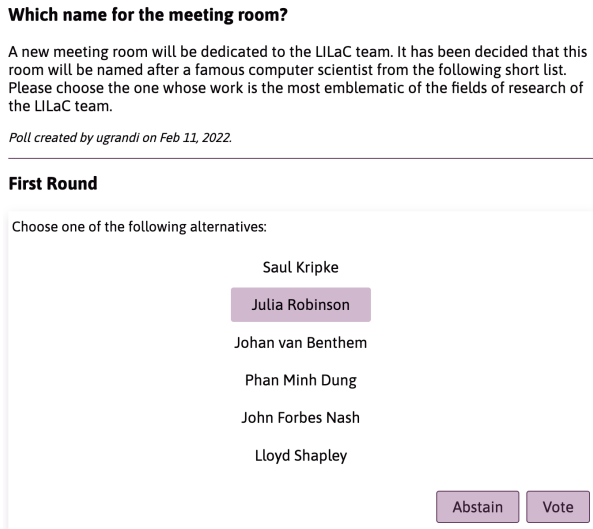 Which name for the meeting room?
A new meeting room will be dedicated to the LILaC team. It has been decided that this
room will be named after a famous computer scientist from the following short list.
Please choose the one whose work is the most emblematic of the fields of research of
the LILaC team.
Poll created by ugrandi on Feb 11, 2022.
First Round
Choose one of the following alternatives:
Saul Kripke
Julia Robinson
Johan van Benthem
Phan Minh Dung
John Forbes Nash
Lloyd Shapley
Abstain Vote